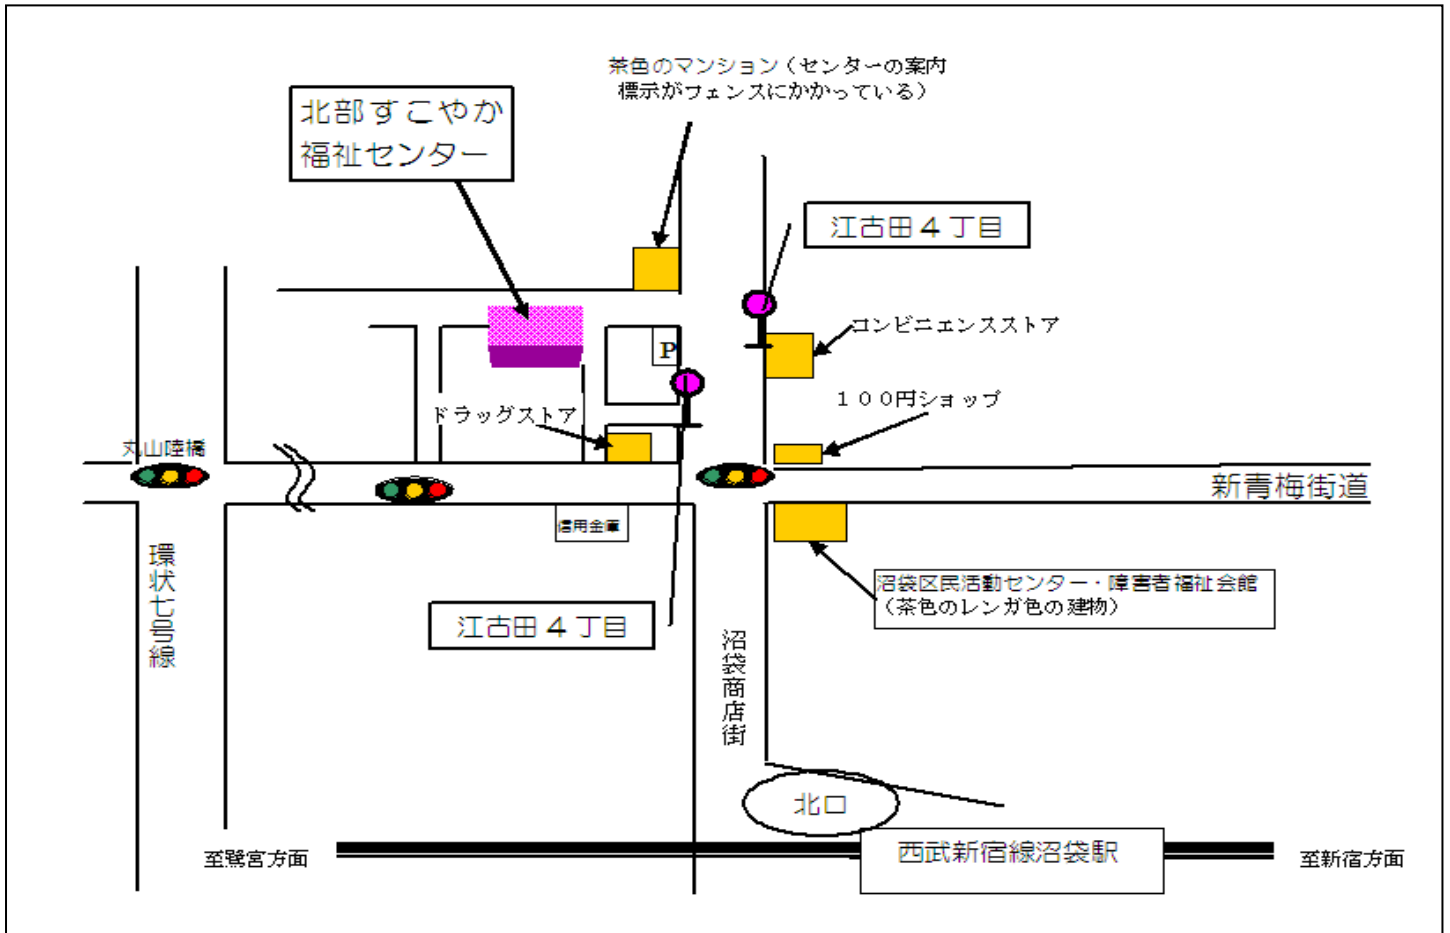 茶色のマンション（センターの案内
標示がフェンスにかかっている）
北部すこやか
福祉センター
江古田４丁目
コンビニエンスストア
P
１００円ショップ
ドラッグストア
丸山陸橋
新青梅街道
信用金庫
環状七号線
沼袋区民活動センター・障害者福祉会館
（茶色のレンガ色の建物）
江古田４丁目
沼袋商店街
北口
西武新宿線沼袋駅
至鷺宮方面
至新宿方面